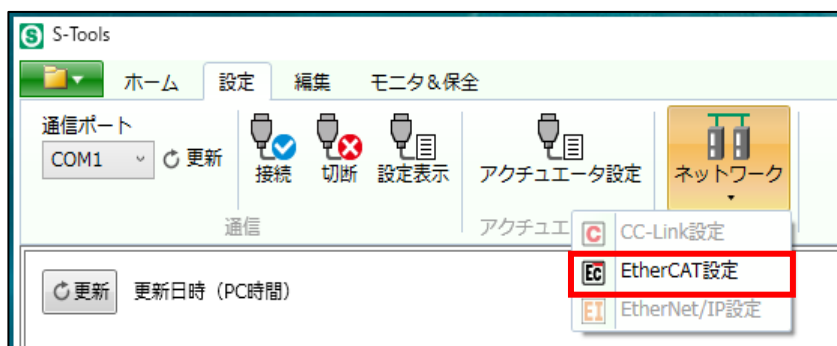 S-Tools
ホーム 設定 編集 モニタ&保全
通信ポート
COM1 更新 接続 切断 設定表示 アクチュエータ設定 ネットワーク
通信 アクチュエ
CC-Link設定
EtherCAT設定
EtherNet/IP設定
更新 更新日時（PC時間）